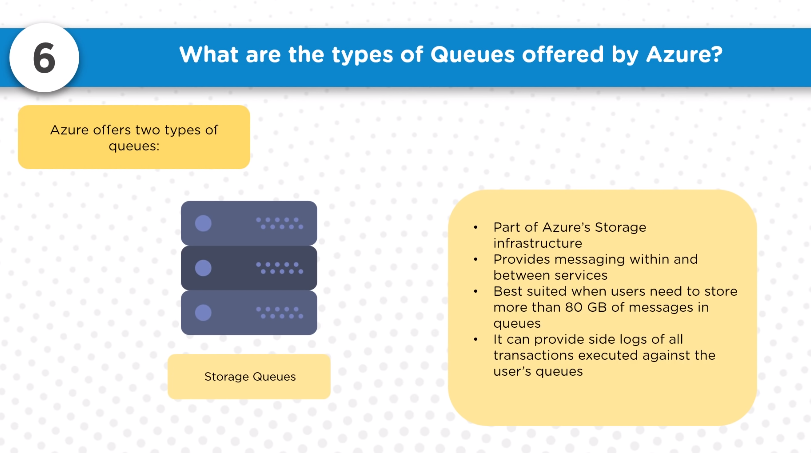 6
What are the types of Queues offered by Azure?
Azure offers two types of
queues:
• Part of Azure's Storage
infrastructure
• Provides messaging within and
between services
• Best suited when users need to store
more than 80 GB of messages in
queues
• It can provide side logs of all
transactions executed against the
user's queues
Storage Queues